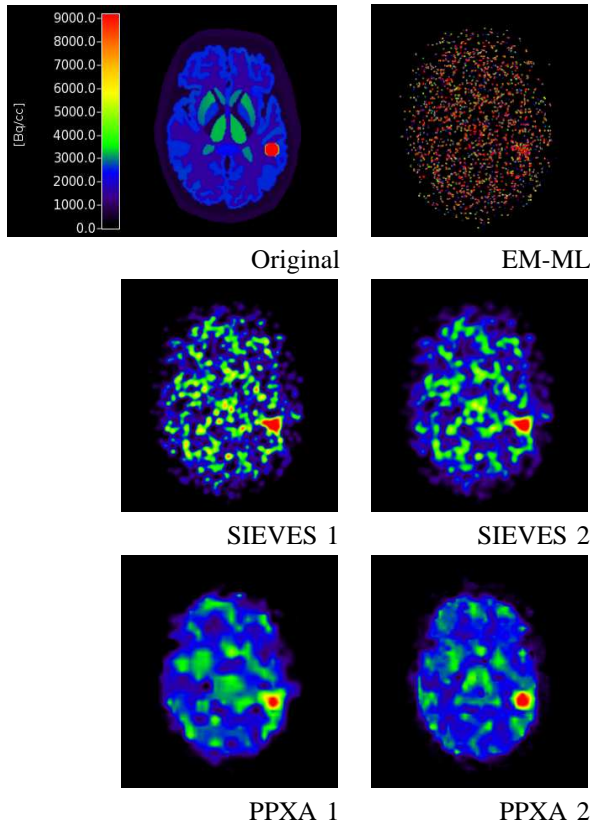 9000.0
8000.0
7000.0
6000.0
5000.0
4000.0
3000.0
2000.0
1000.0
0.0
[Bq/cc]
Original
EM-ML
SIEVES 1
SIEVES 2
PPXA 1
PPXA 2